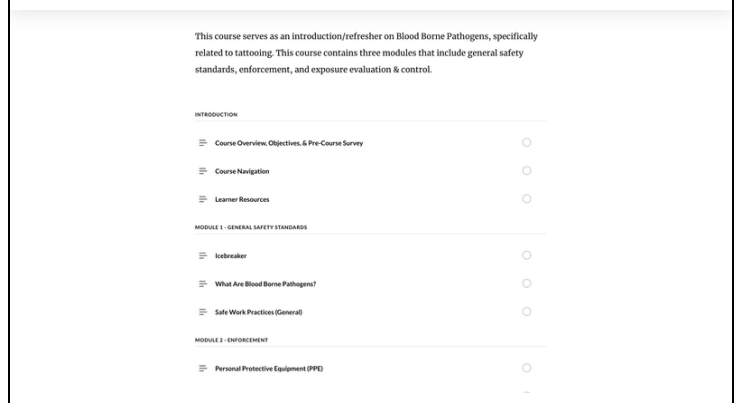 This course serves as an introduction/refresher on Blood Borne Pathogens, specifically
related to tattooing. This course contains three modules that include general safety
standards, enforcement, and exposure evaluation & control.
INTRODUCTION
Course Overview, Objectives, & Pre-Course Survey
Course Navigation
Learner Resources
MODULE 1 - GENERAL SAFETY STANDARDS
Icebreaker
What Are Blood Borne Pathogens?
Safe Work Practices (General)
MODULE 2 - ENFORCEMENT
Personal Protective Equipment (PPE)